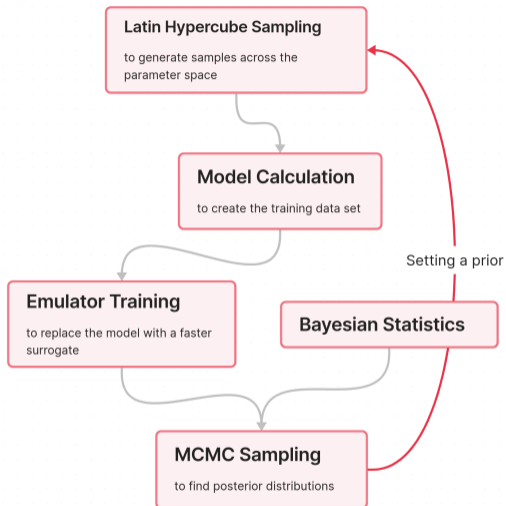 Latin Hypercube Sampling
to generate samples across the
parameter space
Model Calculation
to create the training data set
Setting a prior
Emulator Training
to replace the model with a faster
surrogate
Bayesian Statistics
MCMC Sampling
to find posterior distributions